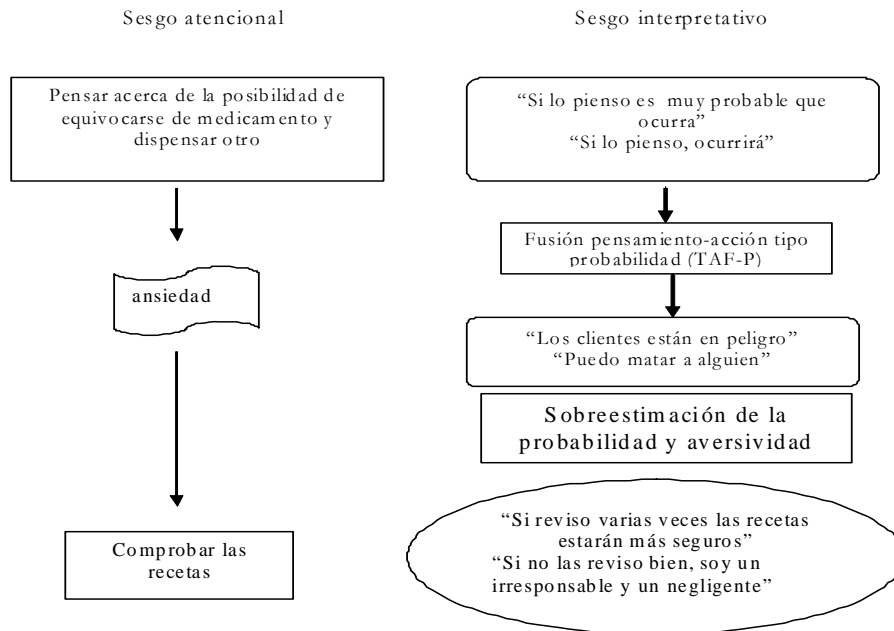 Sesgo atencional
Pensar acerca de la posibilidad de
equivocarse de medicamento y
dispensar otro
ansiedad
Comprobar las
recetas
Sesgo interpretativo
“Si lo pienso es muy probable que
ocurra”
“Si lo pienso, ocurrirá”
Fusión pensamiento-acción tipo
probabilidad (TAF-P)
“Los clientes están en peligro”
“Puedo matar a alguien”
Sobreestimación de la
probabilidad y aversividad
“Si reviso varias veces las recetas
estarán más seguros”
“Si no las reviso bien, soy un
irresponsable y un negligente”